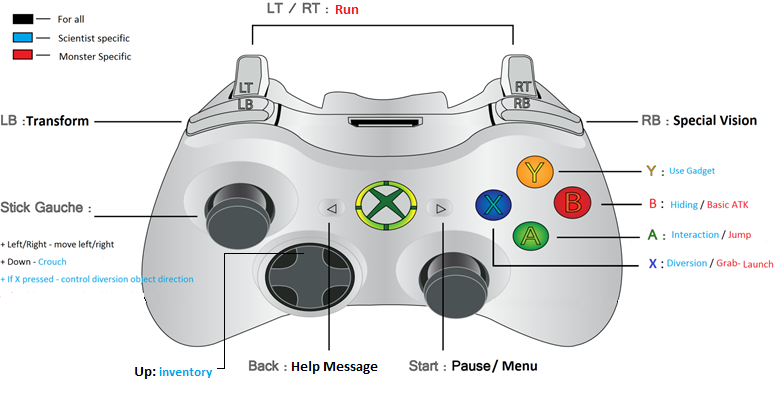 LT / RT : Run
For all
Scientist specific
Monster Specific
LT
RT
LB
RB
LB :Transform
RB : Special Vision
Y
Y : Use Gadget
X
B
B : Hiding / Basic ATK
Stick Gauche :
A
A : Interaction / Jump
+ Left/Right - move left/right
+ Down - Crouch
X : Diversion / Grab- Launch
+ If X pressed - control diversion object direction
Up: inventory
Back : Help Message
Start : Pause/ Menu